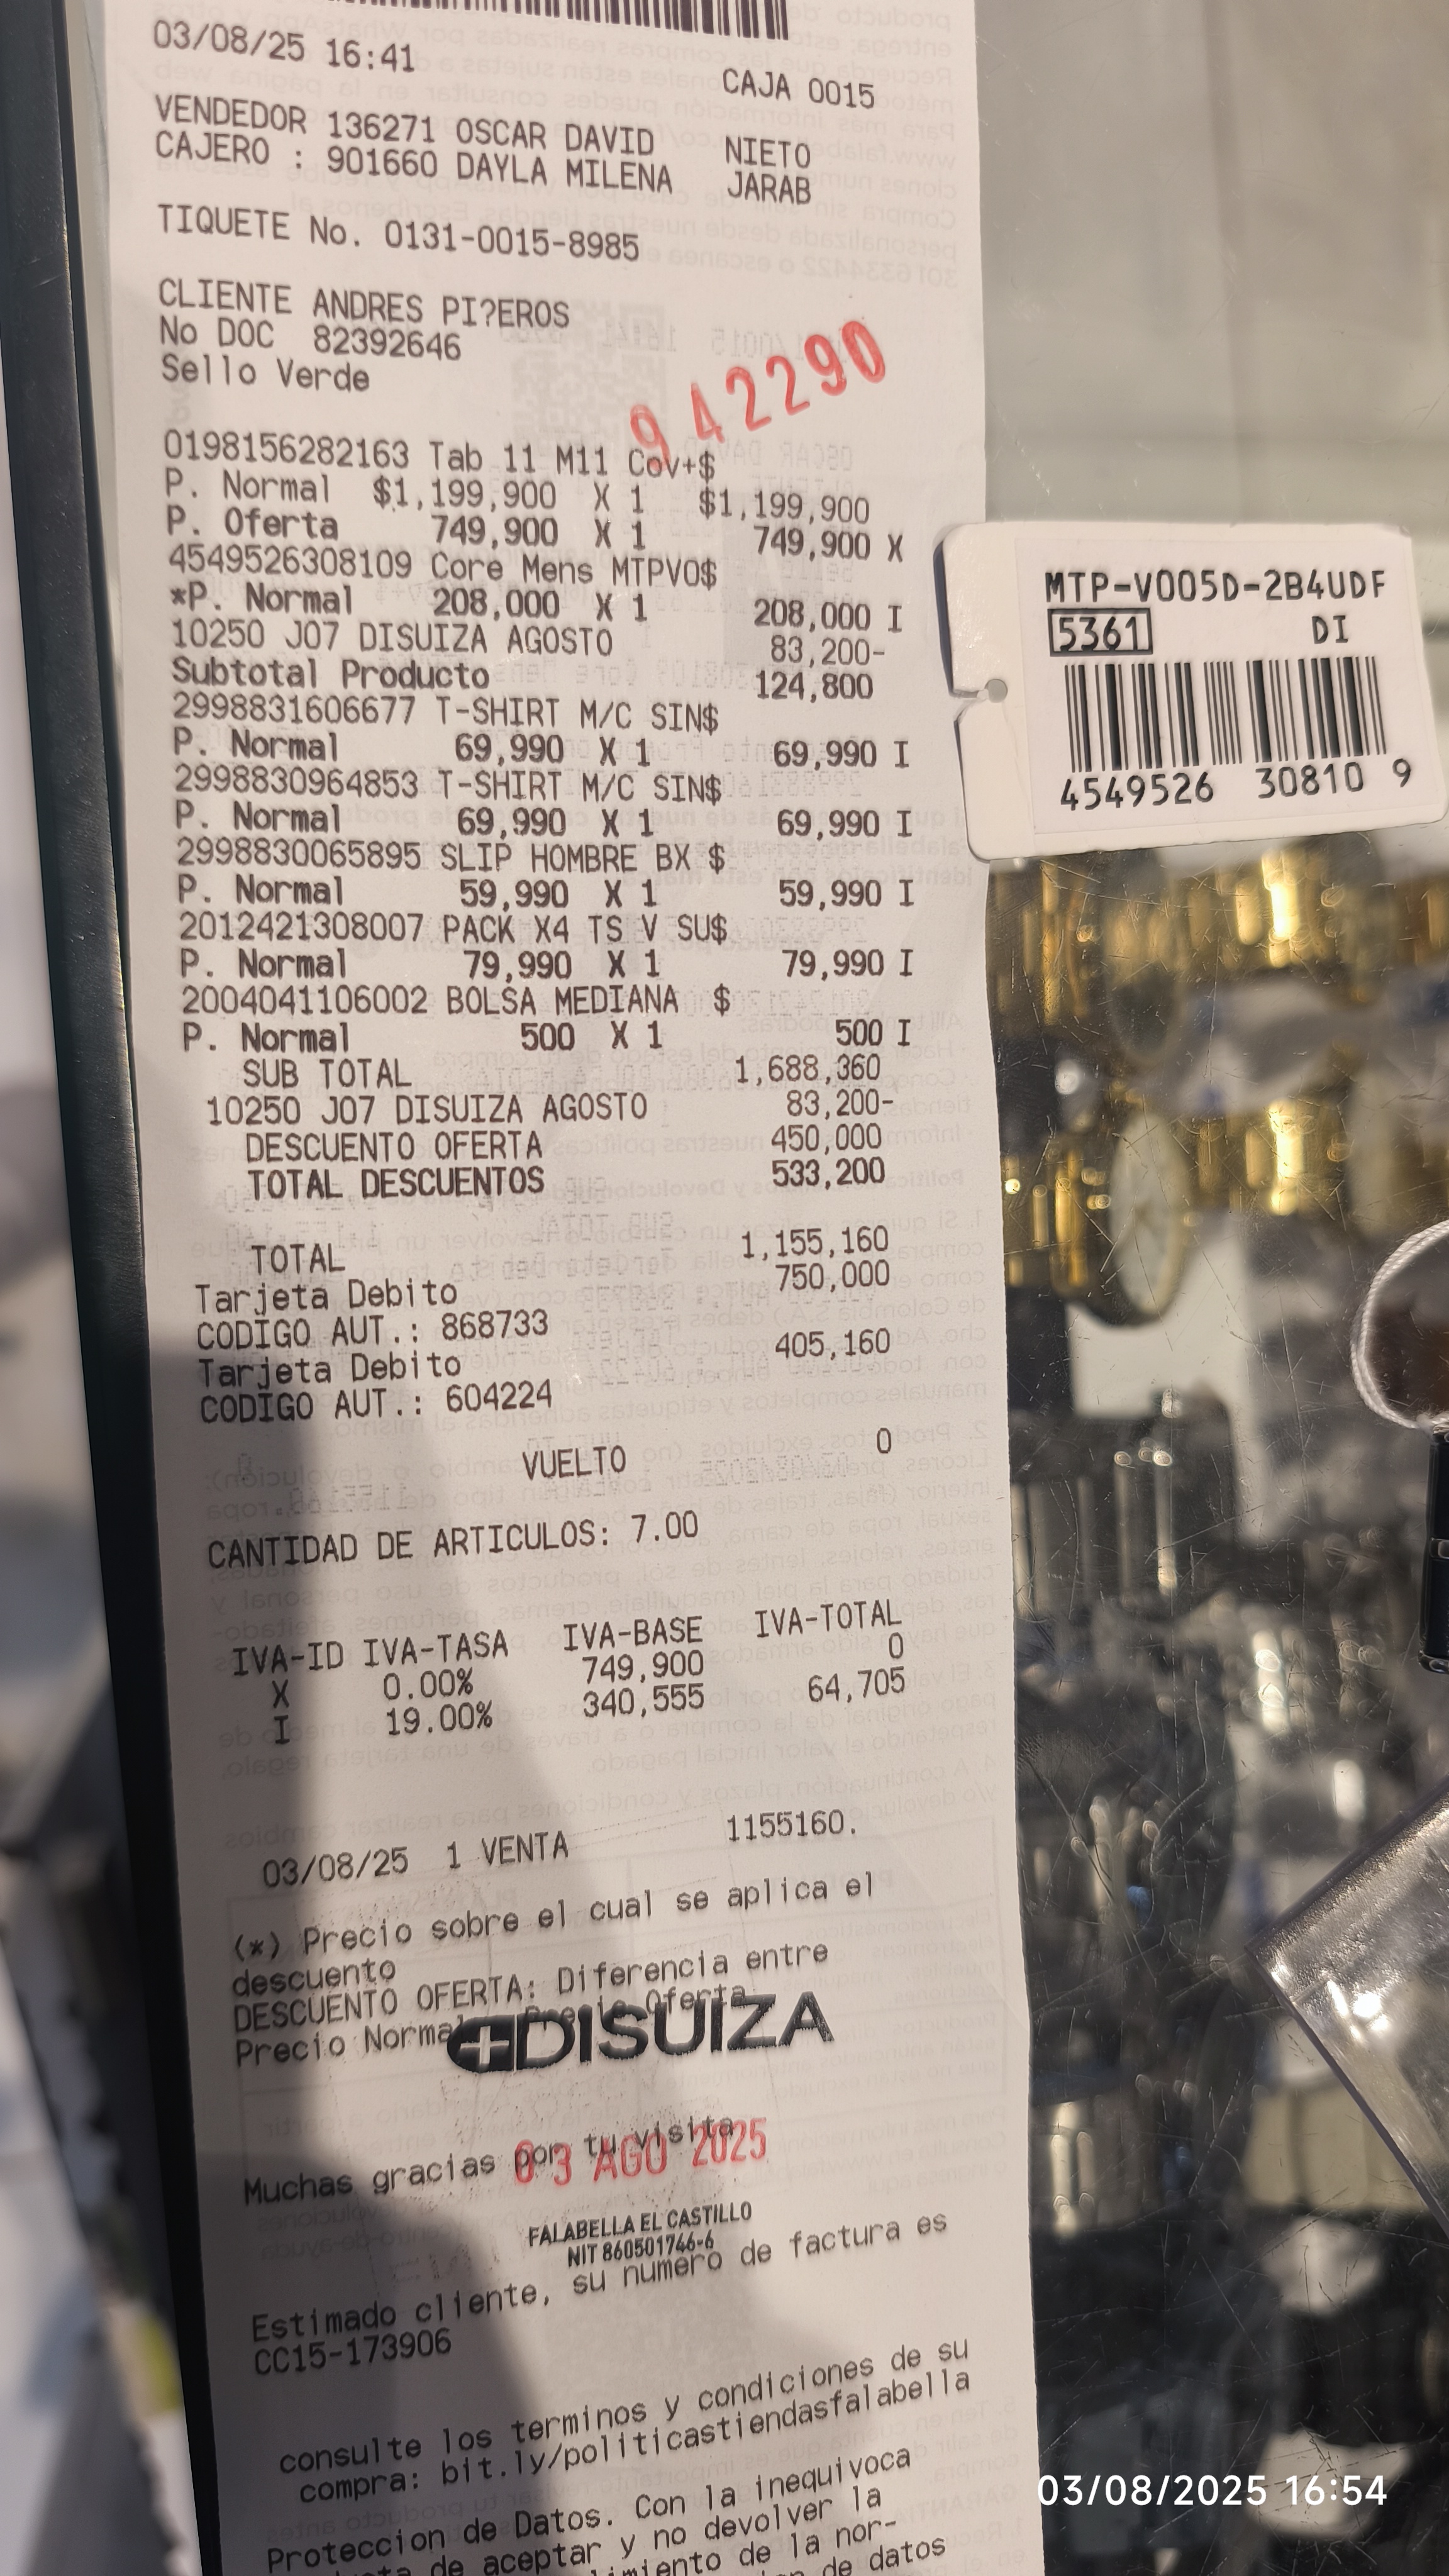 03/08/25 16:41
CAJA 0015
VENDEDOR 136271 OSCAR DAVID NIETO
CAJERO : 901660 DAYLA MILENA JARAB
TIQUETE No. 0131-0015-8985
CLIENTE ANDRES PI?EROS
No DOC 82392646
Sello Verde
942290
0198156282163 Tab 11 M11 Cov+$
P. Normal $1,199,900 X 1 $1,199,900
P. Oferta 749,900 X 1 749,900 X
4549526308109 Core Mens MTPV0$
*P. Normal 208,000 X 1 208,000 I
10250 J07 DISUIZA AGOSTO 83,200-
Subtotal Producto 124,800
2998831606677 T-SHIRT M/C SIN$
P. Normal 69,990 X 1 69,990 I
2998830964853 T-SHIRT M/C SIN$
P. Normal 69,990 X 1 69,990 I
2998830065895 SLIP HOMBRE BX $
P. Normal 59,990 X 1 59,990 I
2012421308007 PACK X4 TS V SU$
P. Normal 79,990 X 1 79,990 I
2004041106002 BOLSA MEDIANA $
P. Normal 500 X 1 500 I
SUB TOTAL 1,688,360
10250 J07 DISUIZA AGOSTO 83,200-
DESCUENTO OFERTA 450,000
TOTAL DESCUENTOS 533,200
TOTAL 1,155,160
Tarjeta Debito 750,000
CODIGO AUT.: 868733
Tarjeta Debito 405,160
CODIGO AUT.: 604224
VUELTO 0
CANTIDAD DE ARTICULOS: 7.00
IVA-ID IVA-TASA IVA-BASE IVA-TOTAL
X 0.00% 749,900 0
I 19.00% 340,555 64,705
03/08/25 1 VENTA 1155160.
(*) Precio sobre el cual se aplica el
descuento
DESCUENTO OFERTA: Diferencia entre
Precio Normal Precio Oferta
DISUIZA
Muchas gracias por tu visita
03 AGO 2025
FALABELLA EL CASTILLO
NIT 860501746-6
Estimado cliente, su numero de factura es
CC15-173906
consulte los terminos y condiciones de su
compra: bit.ly/politicastiendasfalabella
Proteccion de Datos. Con la inequivoca
de aceptar y no devolver la
de la nor-
de datos
MTP-V005D-2B4UDF
5361 DI
4549526 30810 9
03/08/2025 16:54